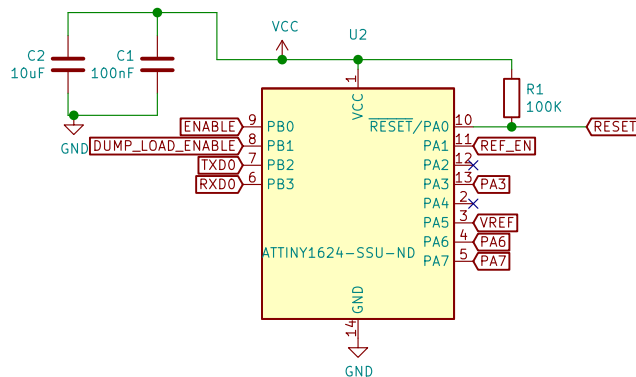 VCC
U2
C2
10uF
C1
100nF
GND
1
VCC
R1
100K
ENABLE 9 PB0
RESET/PA0 10 RESET
DUMP_LOAD_ENABLE 8 PB1
PA1 11 REF_EN
TXD0 7 PB2
PA2 12
RXD0 6 PB3
PA3 13 PA3
PA4 2
PA5 3 VREF
PA6 4 PA6
ATTINY1624-SSU-ND
PA7 5 PA7
GND
14
GND